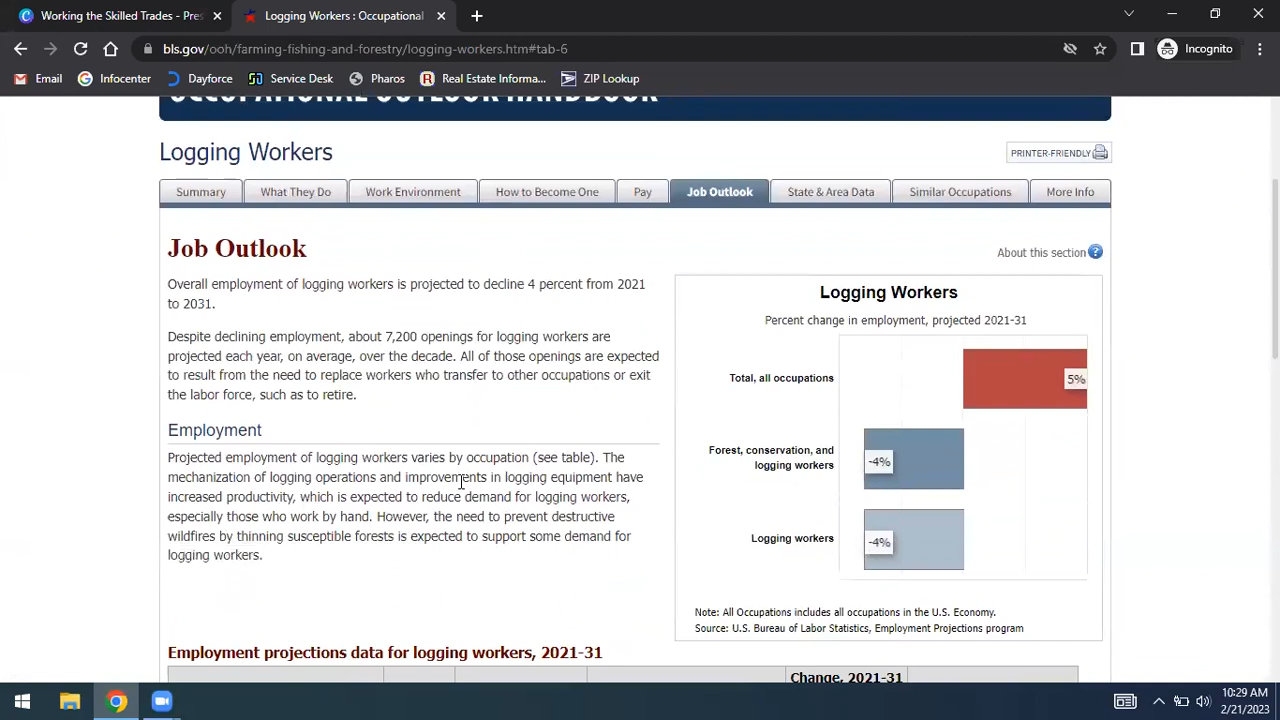 Working the Skilled Trades - Pres
Logging Workers : Occupational
bls.gov/ooh/farming-fishing-and-forestry/logging-workers.htm#tab-6
Incognito
Email Infocenter Dayforce Service Desk Pharos Real Estate Informa... ZIP Lookup
OCCUPATIONAL OUTLOOK HANDBOOK
Logging Workers
PRINTER-FRIENDLY
Summary What They Do Work Environment How to Become One Pay Job Outlook State & Area Data Similar Occupations More Info
Job Outlook
About this section ?
Overall employment of logging workers is projected to decline 4 percent from 2021
to 2031.
Despite declining employment, about 7,200 openings for logging workers are
projected each year, on average, over the decade. All of those openings are expected
to result from the need to replace workers who transfer to other occupations or exit
the labor force, such as to retire.
Employment
Projected employment of logging workers varies by occupation (see table). The
mechanization of logging operations and improvements in logging equipment have
increased productivity, which is expected to reduce demand for logging workers,
especially those who work by hand. However, the need to prevent destructive
wildfires by thinning susceptible forests is expected to support some demand for
logging workers.
Logging Workers
Percent change in employment, projected 2021-31
Total, all occupations
5%
Forest, conservation, and
logging workers
-4%
Logging workers
-4%
Note: All Occupations includes all occupations in the U.S. Economy.
Source: U.S. Bureau of Labor Statistics, Employment Projections program
Employment projections data for logging workers, 2021-31
Change, 2021-31
10:29 AM
2/21/2023